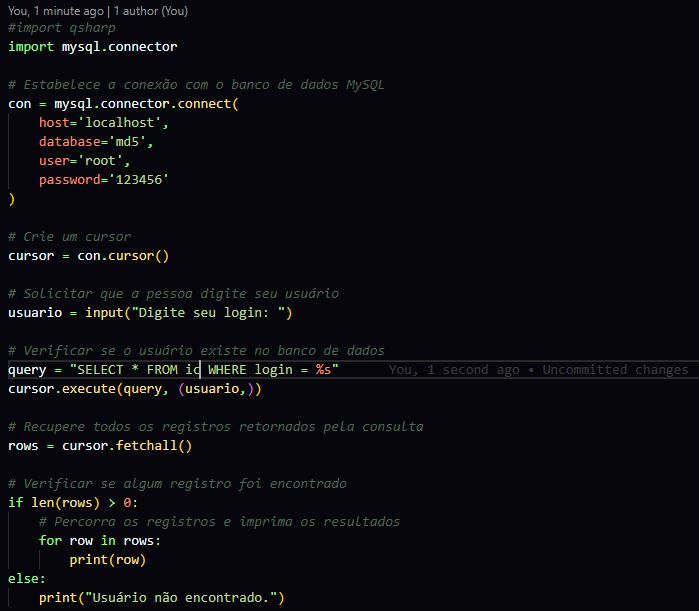 You, 1 minute ago | 1 author (You)
#import qsharp
import mysql.connector
# Estabelece a conexão com o banco de dados MySQL
con = mysql.connector.connect(
    host='localhost',
    database='md5',
    user='root',
    password='123456'
)
# Crie um cursor
cursor = con.cursor()
# Solicitar que a pessoa digite seu usuário
usuario = input("Digite seu login: ")
# Verificar se o usuário existe no banco de dados
query = "SELECT * FROM ic WHERE login = %s" You, 1 second ago • Uncommitted changes
cursor.execute(query, (usuario,))
# Recupere todos os registros retornados pela consulta
rows = cursor.fetchall()
# Verificar se algum registro foi encontrado
if len(rows) > 0:
    # Percorra os registros e imprima os resultados
    for row in rows:
        print(row)
else:
    print("Usuário não encontrado.")